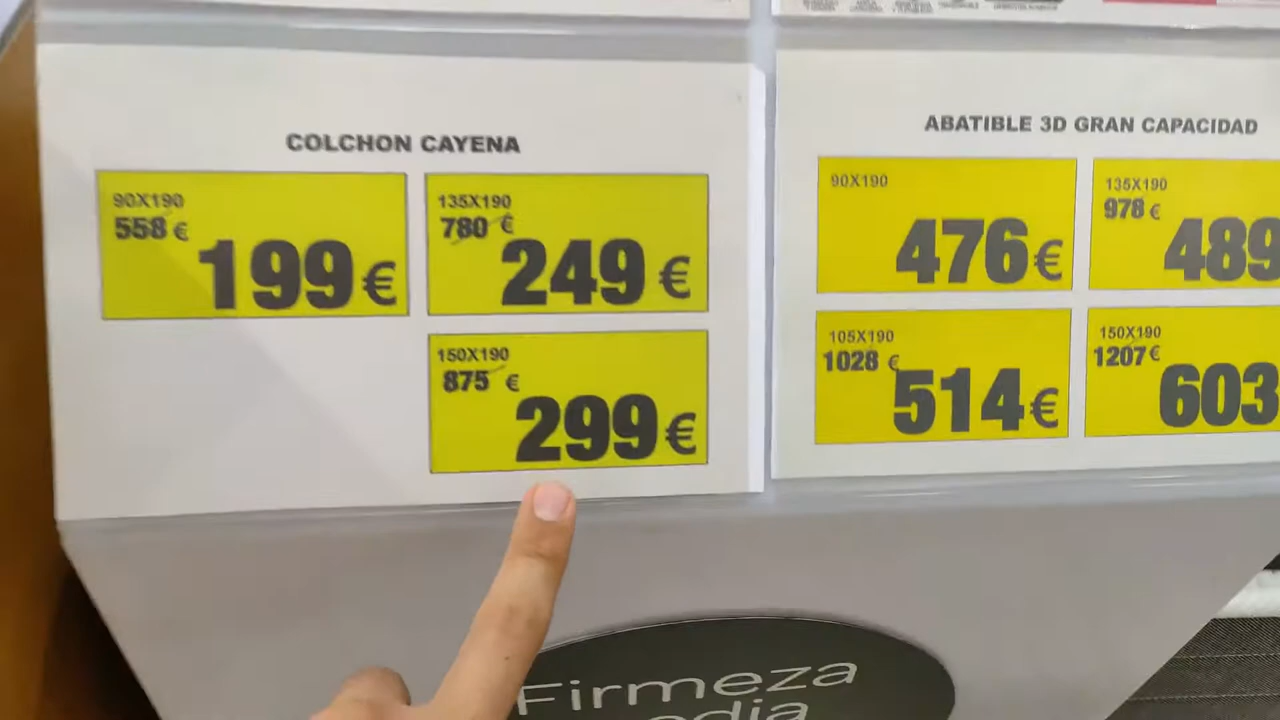 COLCHON CAYENA
90X190
558 €
199 €
135X190
780 €
249 €
150X190
875 €
299 €
ABATIBLE 3D GRAN CAPACIDAD
90X190
476 €
135X190
978 €
489
105X190
1028 €
514 €
150X190
1207 €
603
Firmeza